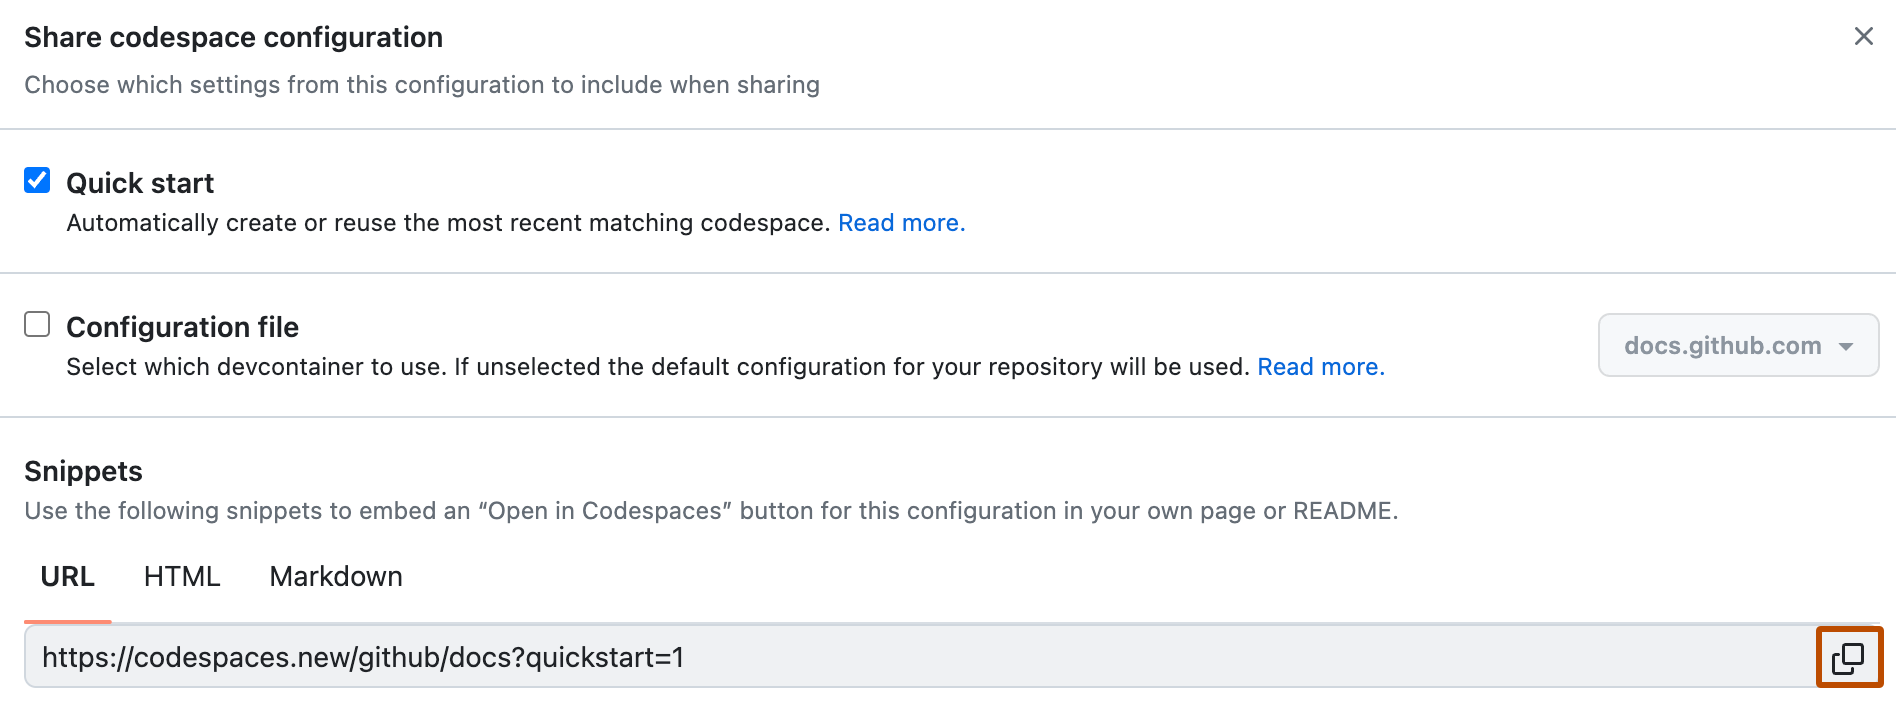 Share codespace configuration
Choose which settings from this configuration to include when sharing
Quick start
Automatically create or reuse the most recent matching codespace. Read more.
Configuration file
Select which devcontainer to use. If unselected the default configuration for your repository will be used. Read more.
docs.github.com
Snippets
Use the following snippets to embed an “Open in Codespaces” button for this configuration in your own page or README.
URL HTML Markdown
https://codespaces.new/github/docs?quickstart=1